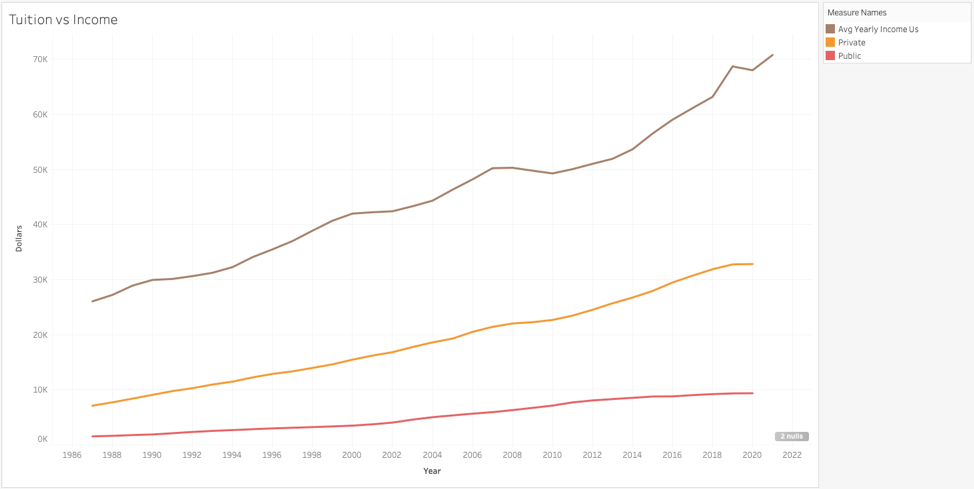 Tuition vs Income
Measure Names
Avg Yearly Income Us
Private
Public
70K
60K
50K
40K
30K
20K
10K
0K
Dollars
2 nulls
1986 1988 1990 1992 1994 1996 1998 2000 2002 2004 2006 2008 2010 2012 2014 2016 2018 2020 2022
Year